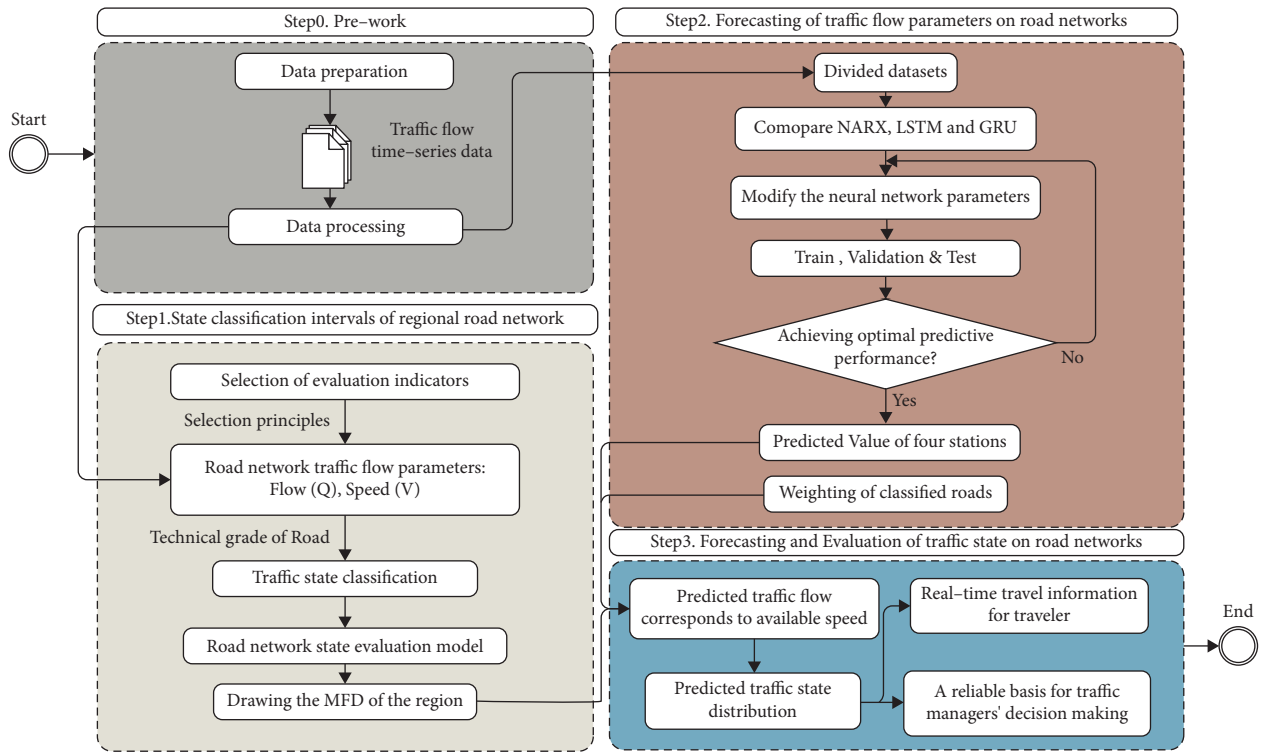 Start
Step0. Pre–work
Data preparation
Traffic flow
time–series data
Data processing
Step1.State classification intervals of regional road network
Selection of evaluation indicators
Selection principles
Road network traffic flow parameters:
Flow (Q), Speed (V)
Technical grade of Road
Traffic state classification
Road network state evaluation model
Drawing the MFD of the region
Step2. Forecasting of traffic flow parameters on road networks
Divided datasets
Comopare NARX, LSTM and GRU
Modify the neural network parameters
Train , Validation & Test
Achieving optimal predictive
performance?
No
Yes
Predicted Value of four stations
Weighting of classified roads
Step3. Forecasting and Evaluation of traffic state on road networks
Predicted traffic flow
corresponds to available speed
Predicted traffic state
distribution
Real–time travel information
for traveler
A reliable basis for traffic
managers' decision making
End